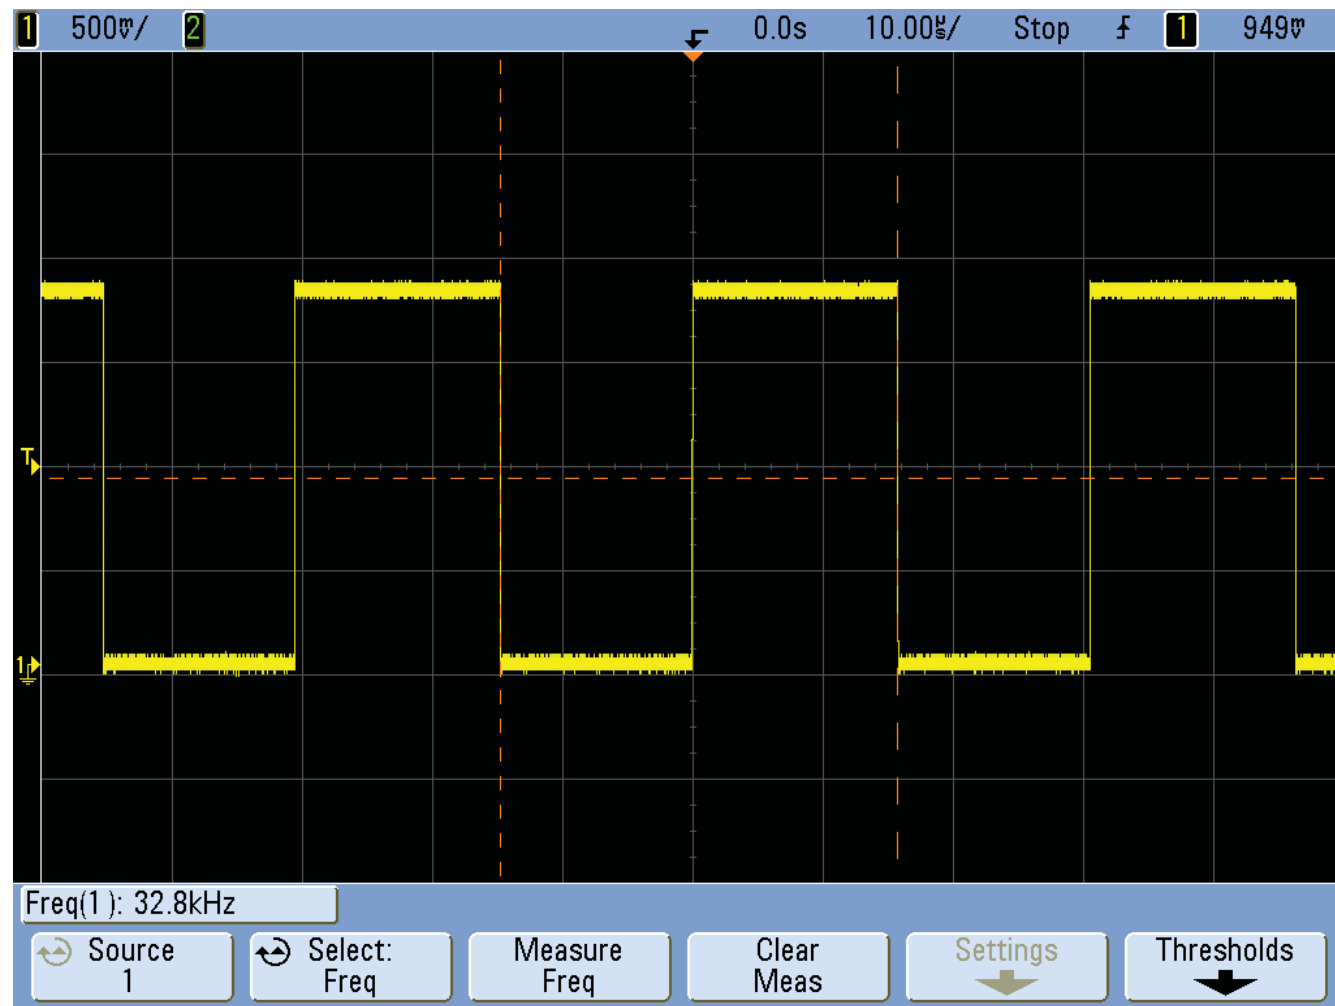 1 500mV/ 2 0.0s 10.00µs/ Stop 1 949mV
T
1
Freq(1): 32.8kHz
Source
1
Select:
Freq
Measure
Freq
Clear
Meas
Settings
Thresholds